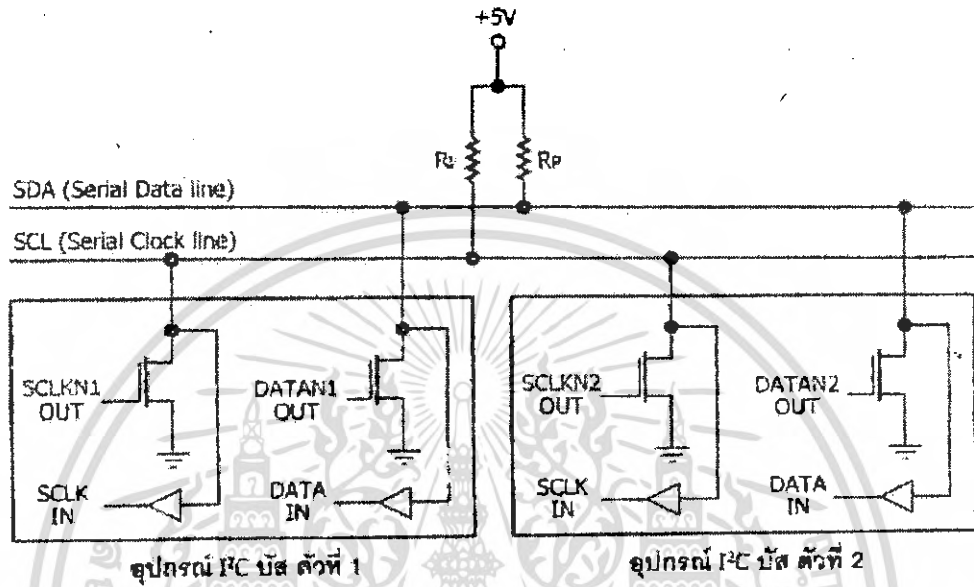 +5V
Rp Rp
SDA (Serial Data line)
SCL (Serial Clock line)
SCLKN1
OUT
DATAN1
OUT
SCLK
IN
DATA
IN
SCLKN2
OUT
DATAN2
OUT
SCLK
IN
DATA
IN
อุปกรณ์ I²C บัส ตัวที่ 1
อุปกรณ์ I²C บัส ตัวที่ 2